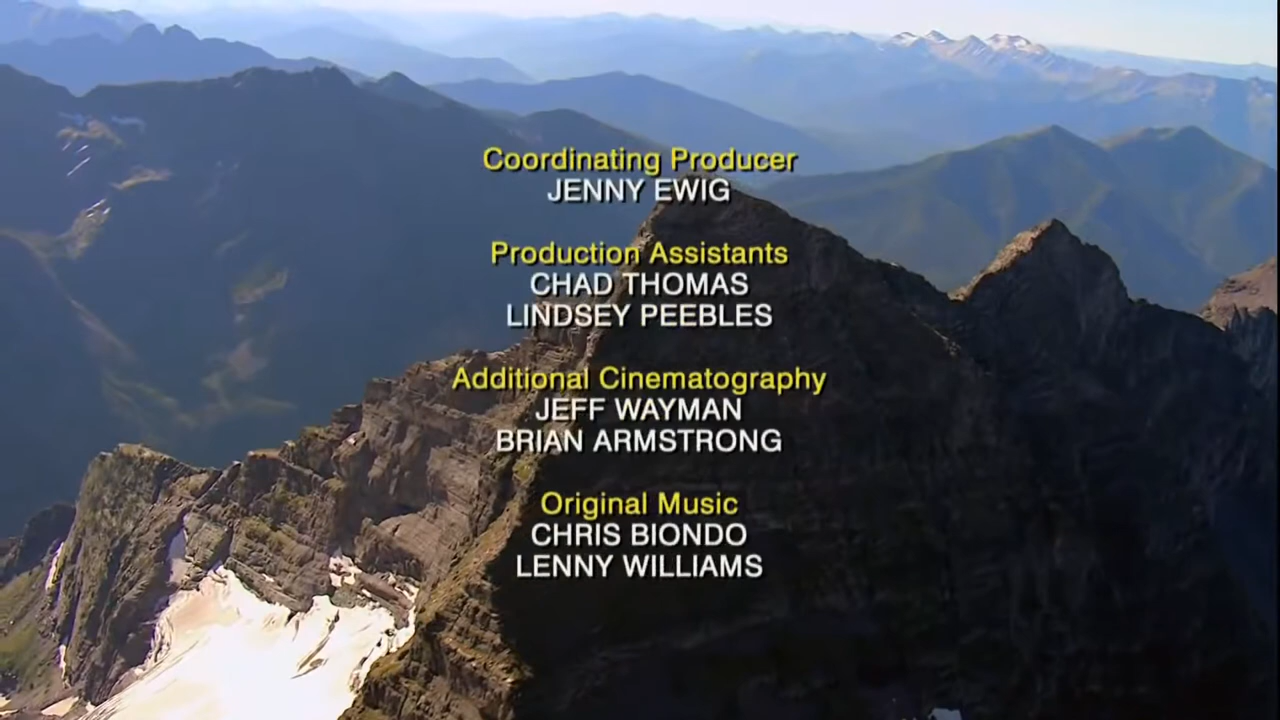 Coordinating Producer
JENNY EWIG
Production Assistants
CHAD THOMAS
LINDSEY PEEBLES
Additional Cinematography
JEFF WAYMAN
BRIAN ARMSTRONG
Original Music
CHRIS BIONDO
LENNY WILLIAMS